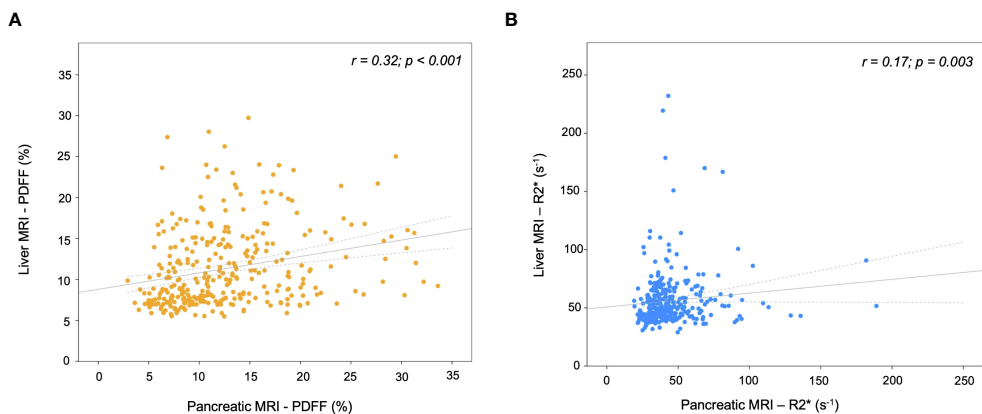 A
r = 0.32; p < 0.001
Liver MRI - PDFF (%)
35
30
25
20
15
10
5
0
0 5 10 15 20 25 30 35
Pancreatic MRI - PDFF (%)
B
r = 0.17; p = 0.003
Liver MRI – R2* (s⁻¹)
250
200
150
100
50
0
0 50 100 150 200 250
Pancreatic MRI – R2* (s⁻¹)